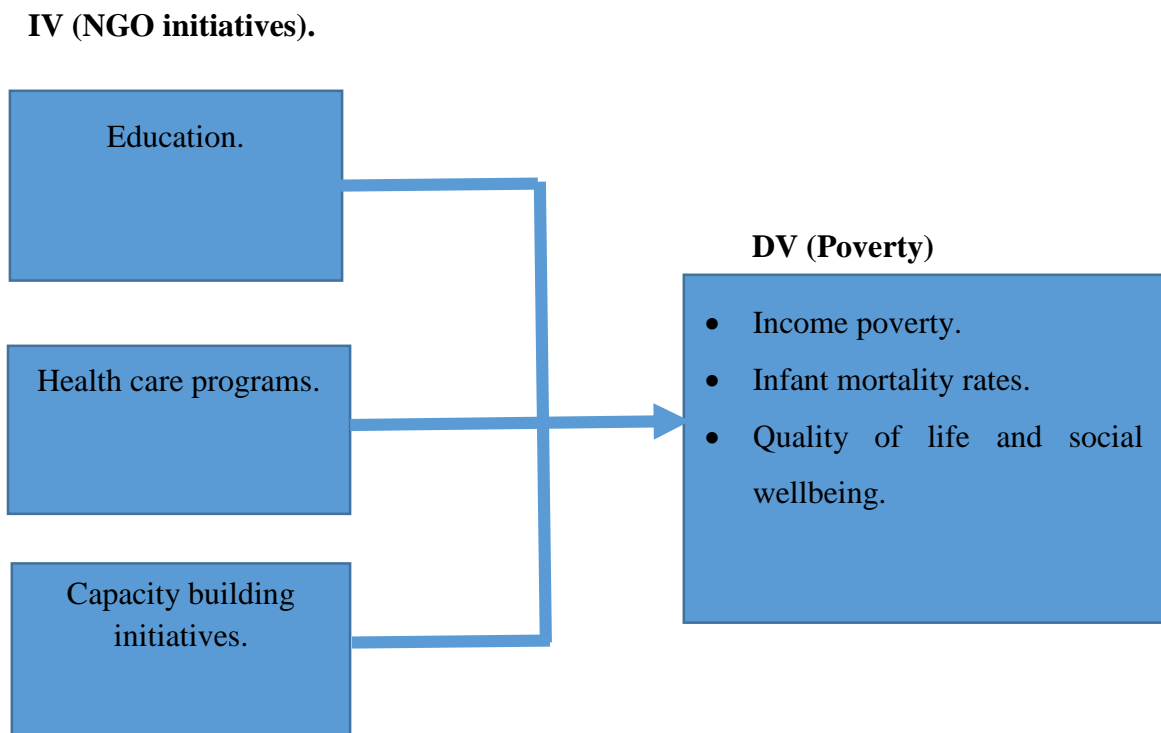 IV (NGO initiatives).
Education.
Health care programs.
Capacity building
initiatives.
DV (Poverty)
• Income poverty.
• Infant mortality rates.
• Quality of life and social
wellbeing.